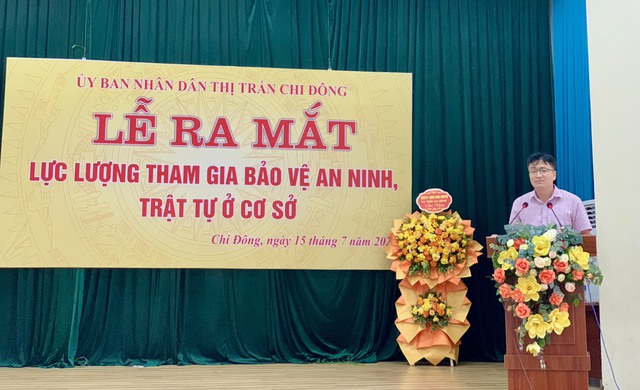 ỦY BAN NHÂN DÂN THỊ TRẤN CHI ĐÔNG
LỄ RA MẮT
LỰC LƯỢNG THAM GIA BẢO VỆ AN NINH,
TRẬT TỰ Ở CƠ SỞ
Chi Đông, ngày 15 tháng 7 năm